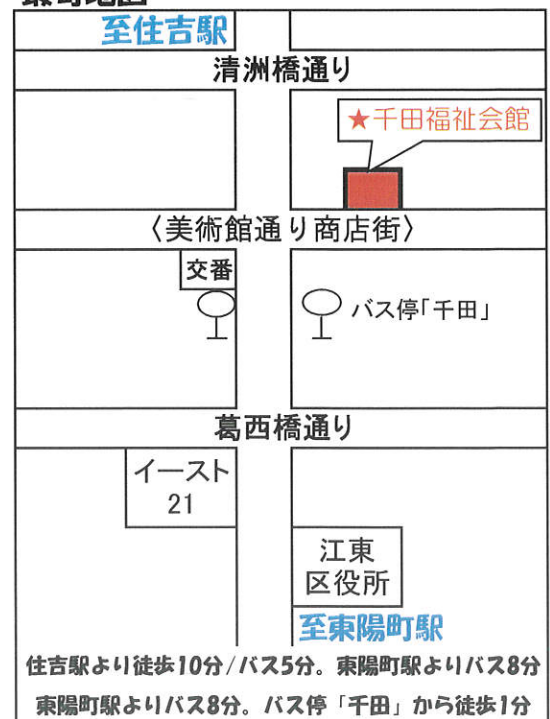 至住吉駅
清洲橋通り
★千田福祉会館
〈美術館通り商店街〉
交番
バス停「千田」
葛西橋通り
イースト
21
江東
区役所
至東陽町駅
住吉駅より徒歩10分/バス5分。東陽町駅よりバス8分
東陽町駅よりバス8分。バス停「千田」から徒歩1分